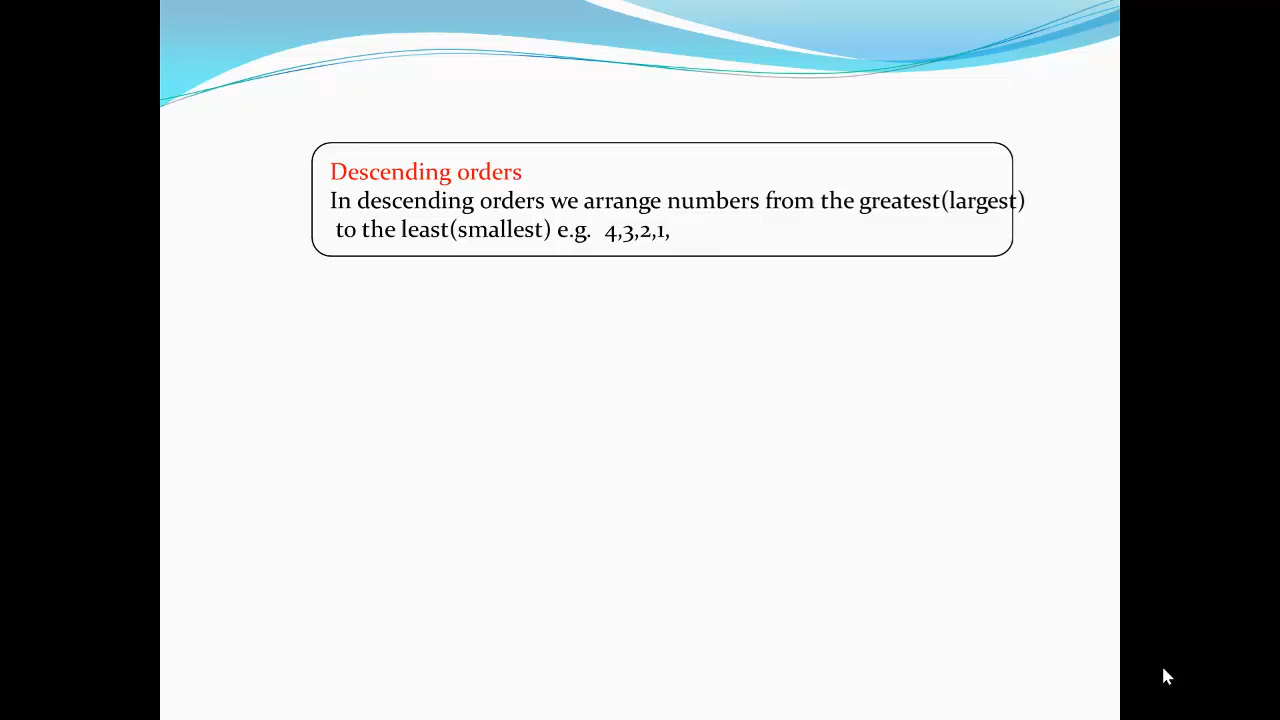 Descending orders
In descending orders we arrange numbers from the greatest(largest)
to the least(smallest) e.g. 4,3,2,1,